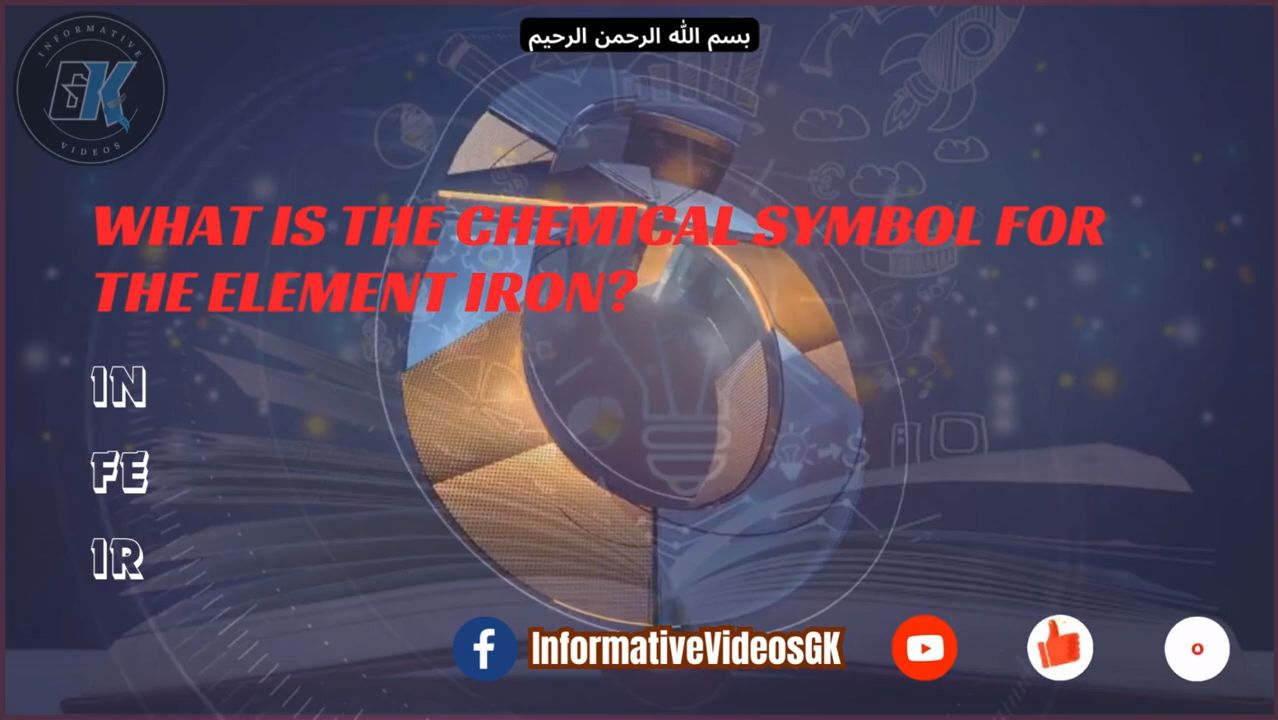 بسم الله الرحمن الرحيم
INFORMATIVE
GK
VIDEOS
WHAT IS THE CHEMICAL SYMBOL FOR
THE ELEMENT IRON?
IN
FE
IR
InformativeVideosGK